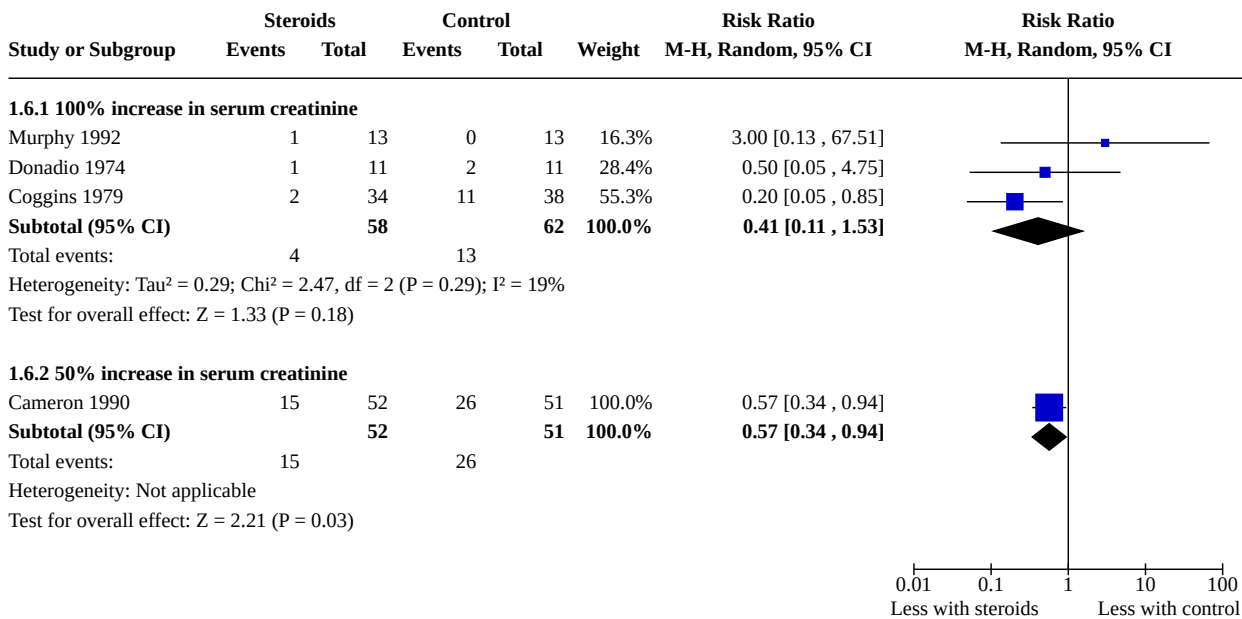 Steroids Control Risk Ratio Risk Ratio
Study or Subgroup Events Total Events Total Weight M-H, Random, 95% CI M-H, Random, 95% CI
1.6.1 100% increase in serum creatinine
Murphy 1992 1 13 0 13 16.3% 3.00 [0.13 , 67.51]
Donadio 1974 1 11 2 11 28.4% 0.50 [0.05 , 4.75]
Coggins 1979 2 34 11 38 55.3% 0.20 [0.05 , 0.85]
Subtotal (95% CI) 58 62 100.0% 0.41 [0.11 , 1.53]
Total events: 4 13
Heterogeneity: Tau² = 0.29; Chi² = 2.47, df = 2 (P = 0.29); I² = 19%
Test for overall effect: Z = 1.33 (P = 0.18)
1.6.2 50% increase in serum creatinine
Cameron 1990 15 52 26 51 100.0% 0.57 [0.34 , 0.94]
Subtotal (95% CI) 52 51 100.0% 0.57 [0.34 , 0.94]
Total events: 15 26
Heterogeneity: Not applicable
Test for overall effect: Z = 2.21 (P = 0.03)
0.01 0.1 1 10 100
Less with steroids Less with control